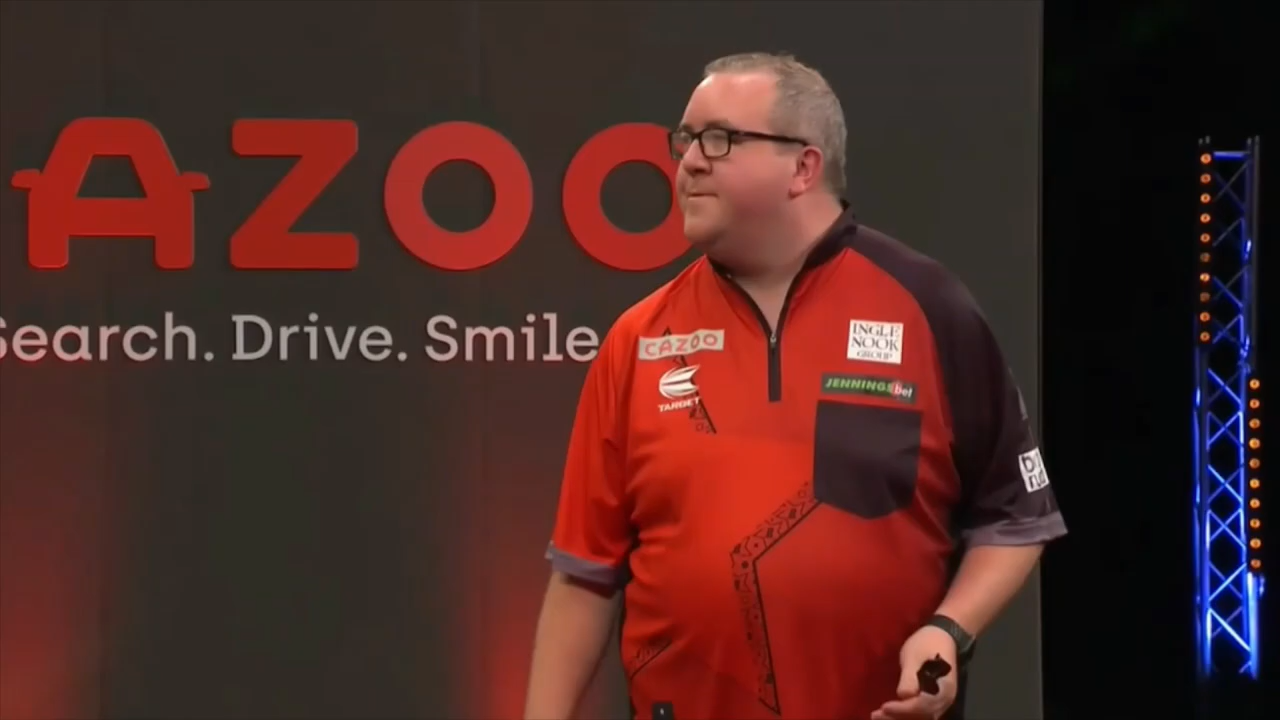 AZOO
Search. Drive. Smile
CAZOO
TARGET
INGLE
NOOK
GROUP
JENNINGSbet